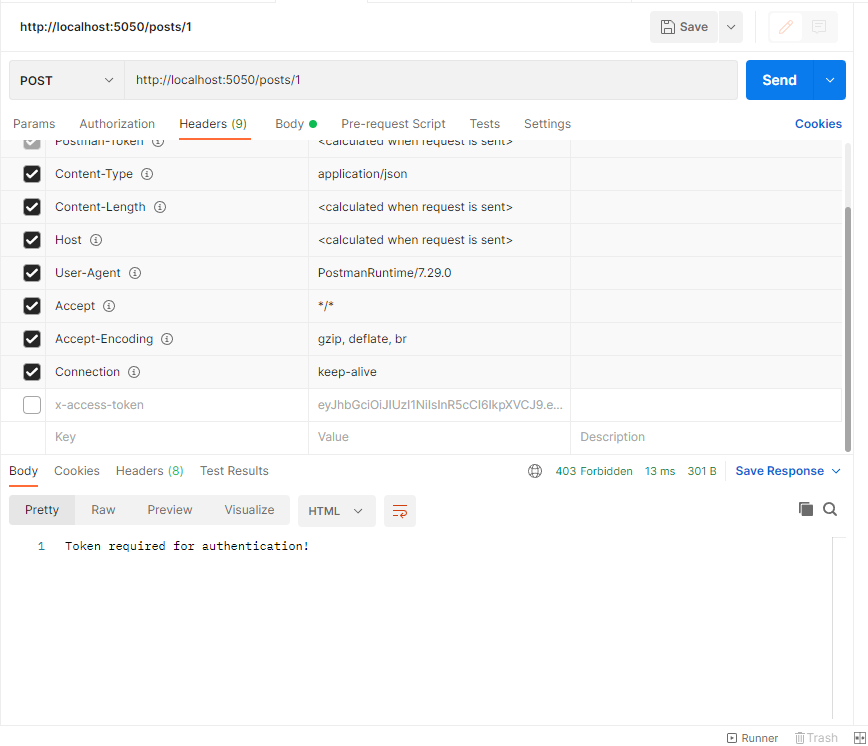 http://localhost:5050/posts/1
Save
POST http://localhost:5050/posts/1 Send
Params Authorization Headers (9) Body Pre-request Script Tests Settings Cookies
Postman-Token <calculated when request is sent>
Content-Type application/json
Content-Length <calculated when request is sent>
Host <calculated when request is sent>
User-Agent PostmanRuntime/7.29.0
Accept */*
Accept-Encoding gzip, deflate, br
Connection keep-alive
x-access-token eyJhbGciOiJIUzI1NiIsInR5cCI6IkpXVCJ9.e...
Key Value Description
Body Cookies Headers (8) Test Results 403 Forbidden 13 ms 301 B Save Response
Pretty Raw Preview Visualize HTML
1 Token required for authentication!
Runner Trash